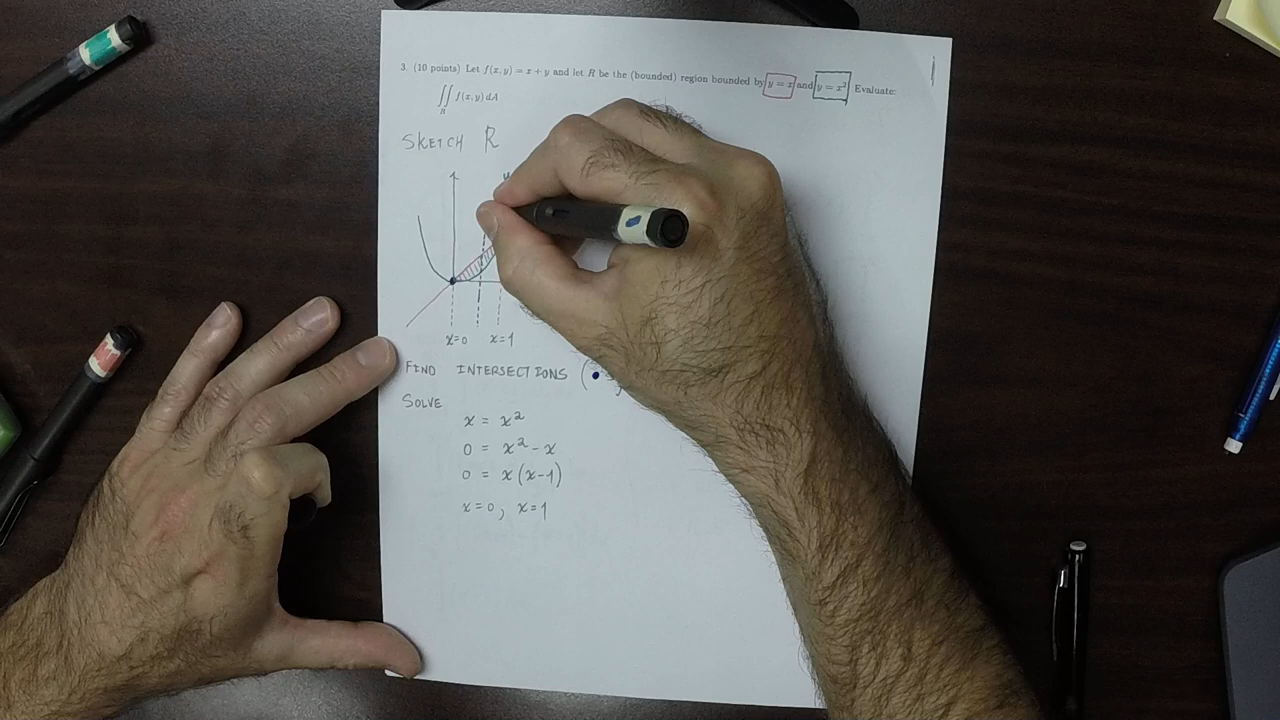 3. (10 points) Let f(x, y) = x + y and let R be the (bounded) region bounded by y = x and y = x² Evaluate:
∬ f(x, y) dA
R
SKETCH R
x=0 x=1
FIND INTERSECTIONS (
SOLVE
x = x²
0 = x² - x
0 = x(x-1)
x=0, x=1